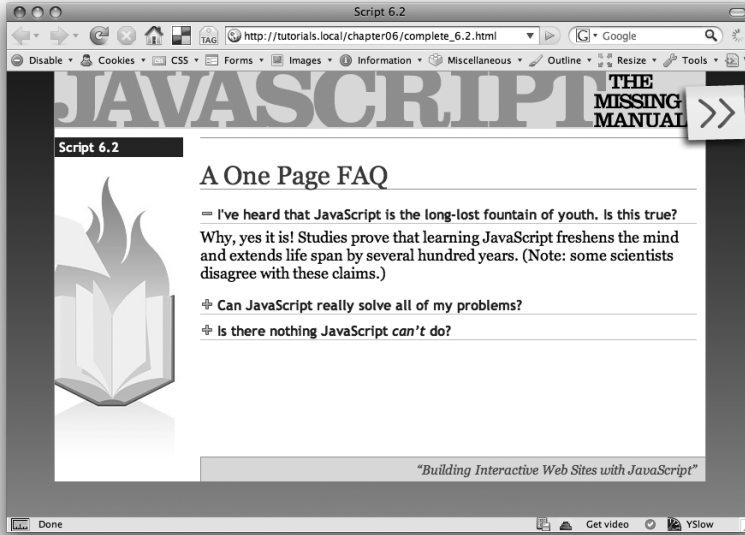 Script 6.2
http://tutorials.local/chapter06/complete_6.2.html
G Google
TAG
Disable Cookies CSS Forms Images Information Miscellaneous Outline Resize Tools
JAVASCRIPT
THE
MISSING
MANUAL
Script 6.2
A One Page FAQ
I've heard that JavaScript is the long-lost fountain of youth. Is this true?
Why, yes it is! Studies prove that learning JavaScript freshens the mind
and extends life span by several hundred years. (Note: some scientists
disagree with these claims.)
Can JavaScript really solve all of my problems?
Is there nothing JavaScript can't do?
“Building Interactive Web Sites with JavaScript”
Done
Get video
YSlow